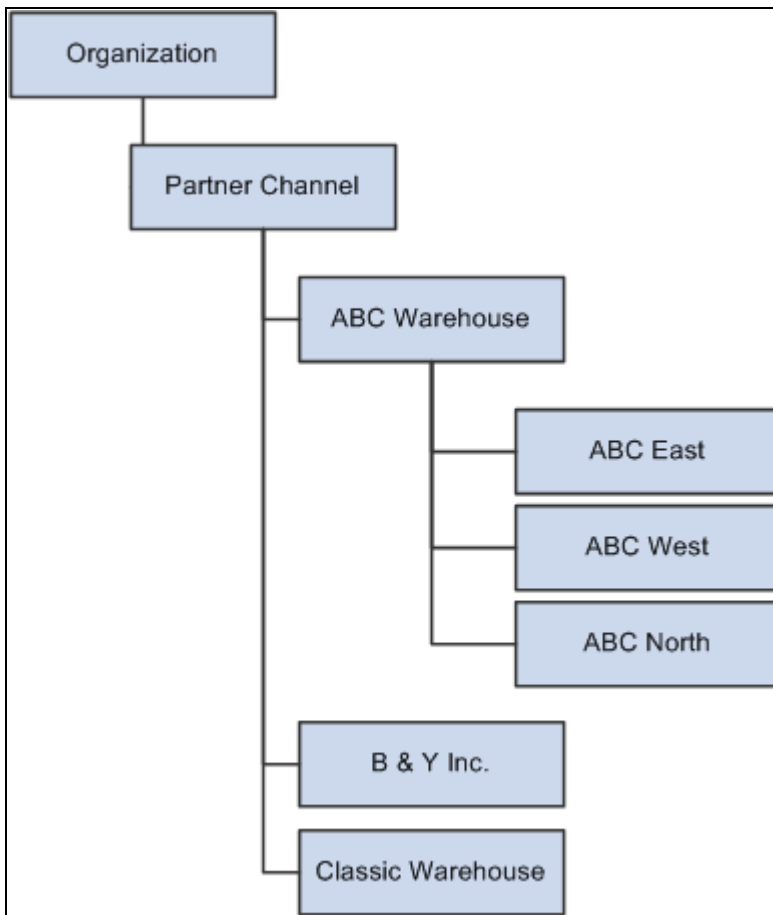 Organization
Partner Channel
ABC Warehouse
ABC East
ABC West
ABC North
B & Y Inc.
Classic Warehouse